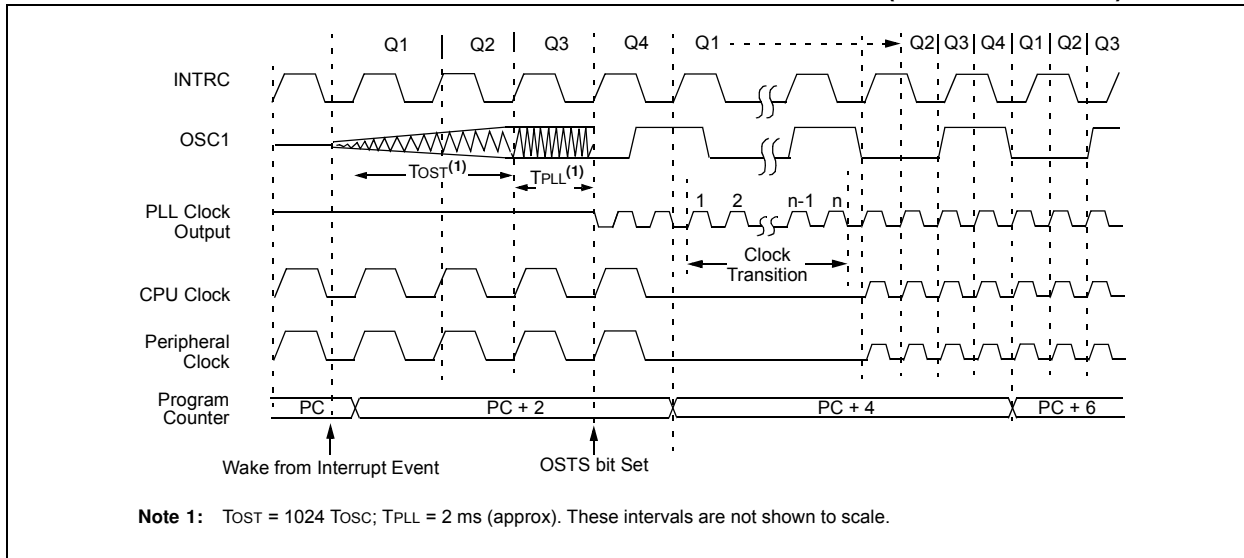 Q1 Q2 Q3 Q4 Q1 Q2 Q3 Q4 Q1 Q2 Q3
INTRC
OSC1
TOST(1) TPLL(1)
1 2 n-1 n
PLL Clock
Output
Clock
Transition
CPU Clock
Peripheral
Clock
Program
Counter
PC PC + 2 PC + 4 PC + 6
Wake from Interrupt Event OSTS bit Set
Note 1: TOST = 1024 TOSC; TPLL = 2 ms (approx). These intervals are not shown to scale.